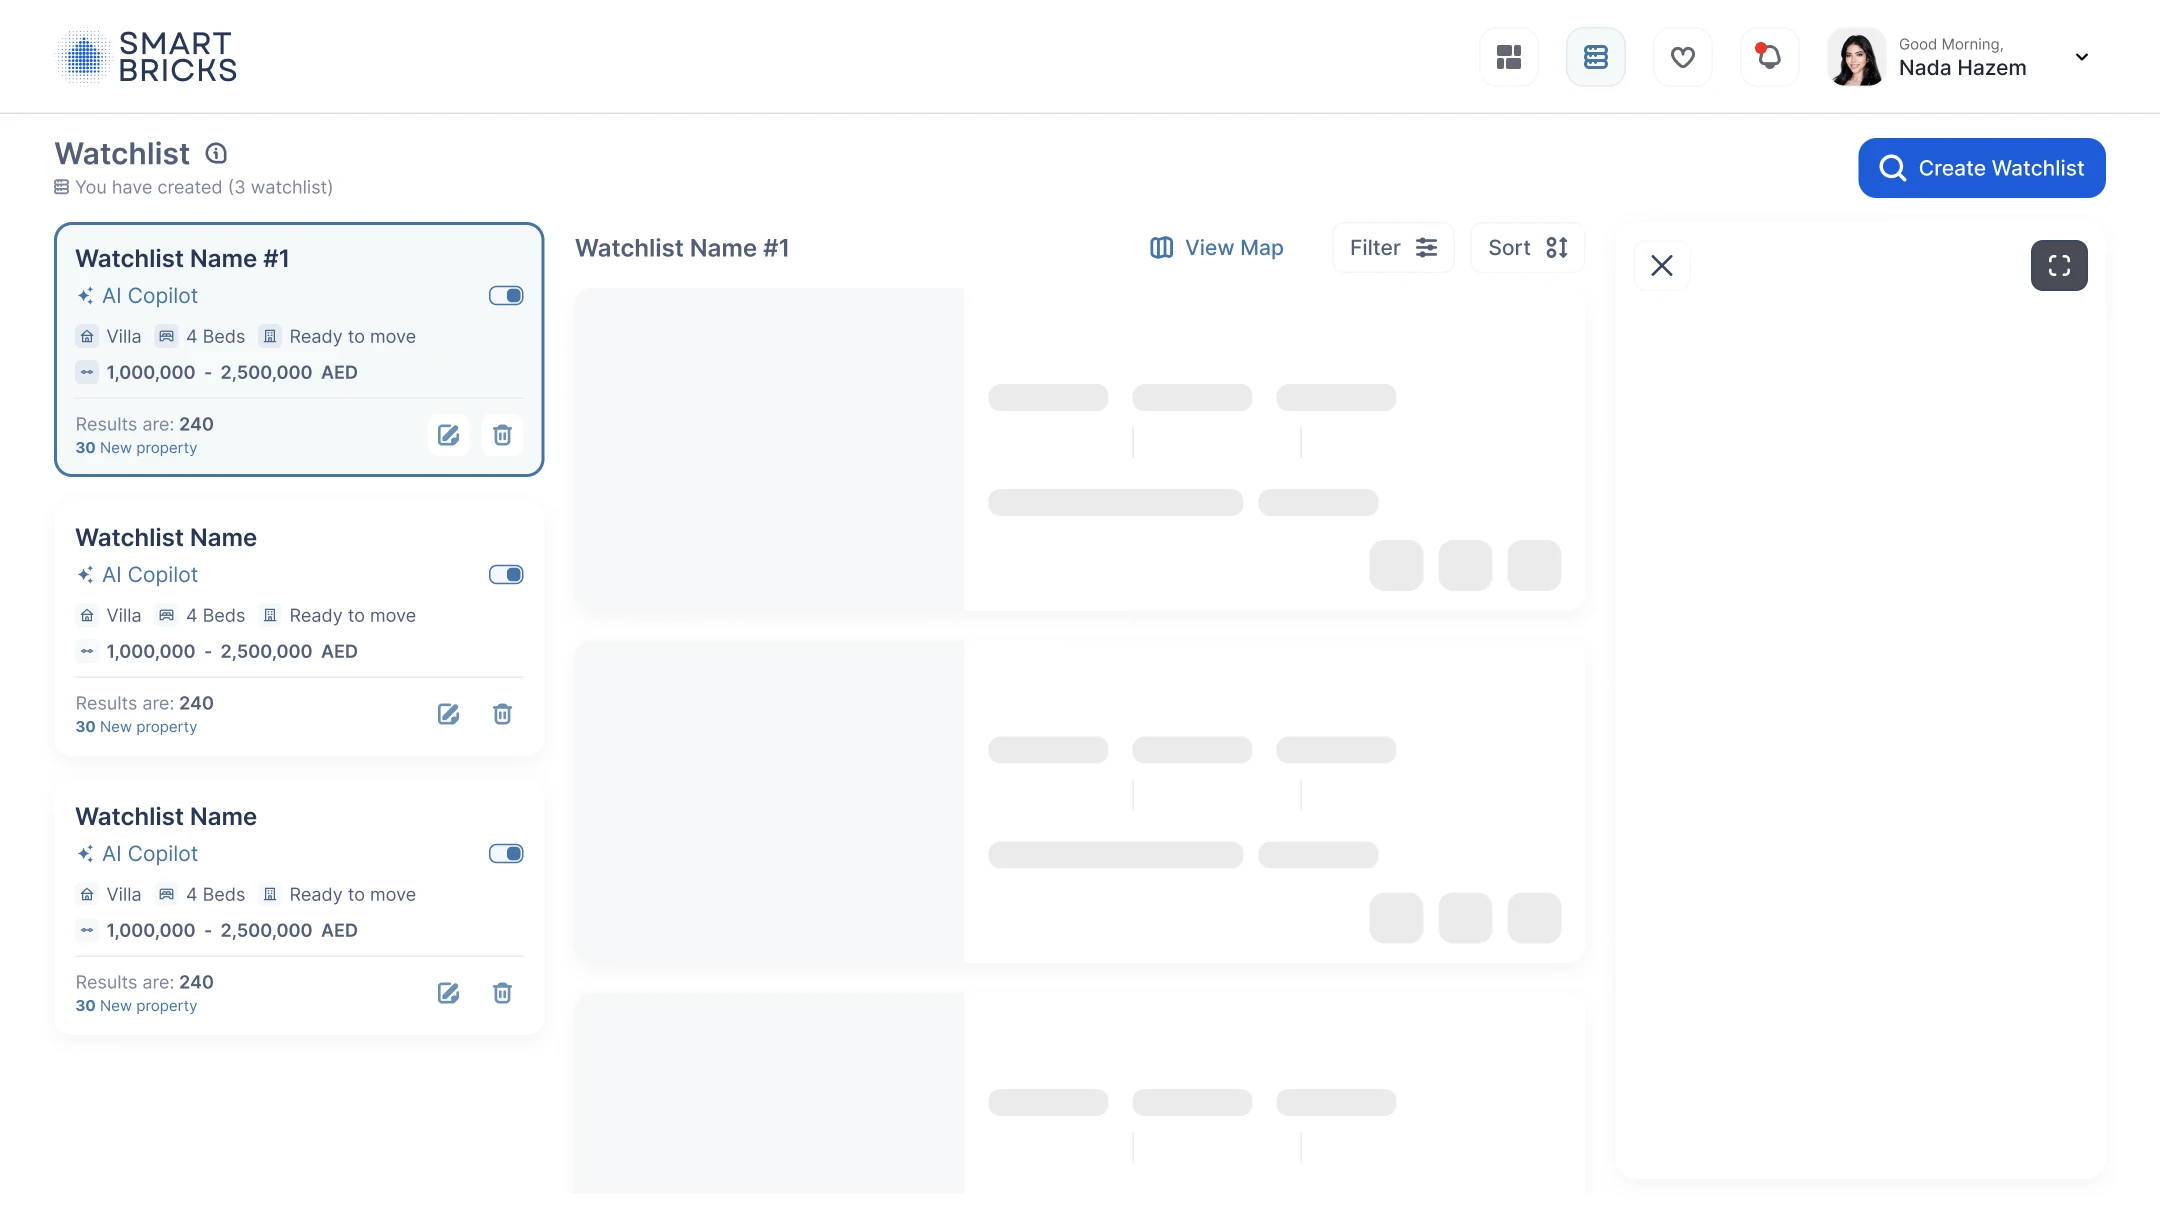 SMART
BRICKS
Good Morning,
Nada Hazem
Watchlist
You have created (3 watchlist)
Create Watchlist
Watchlist Name #1
AI Copilot
Villa 4 Beds Ready to move
1,000,000 - 2,500,000 AED
Results are: 240
30 New property
Watchlist Name
AI Copilot
Villa 4 Beds Ready to move
1,000,000 - 2,500,000 AED
Results are: 240
30 New property
Watchlist Name
AI Copilot
Villa 4 Beds Ready to move
1,000,000 - 2,500,000 AED
Results are: 240
30 New property
Watchlist Name #1
View Map
Filter
Sort